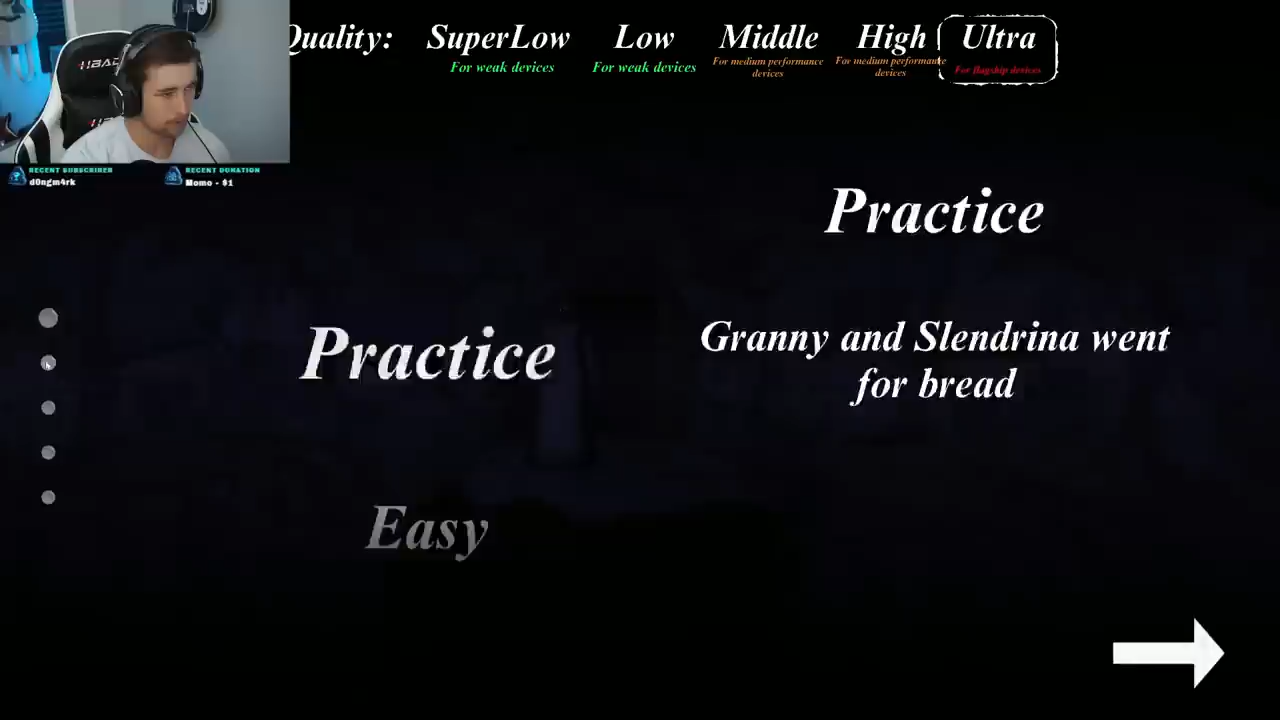 Quality: SuperLow Low Middle High Ultra
For weak devices For weak devices For medium performance devices For medium performance devices For flagship devices
RECENT SUBSCRIBER RECENT DONATION
d0ngm4rk Momo - $1
Practice
Practice
Granny and Slendrina went
for bread
Easy